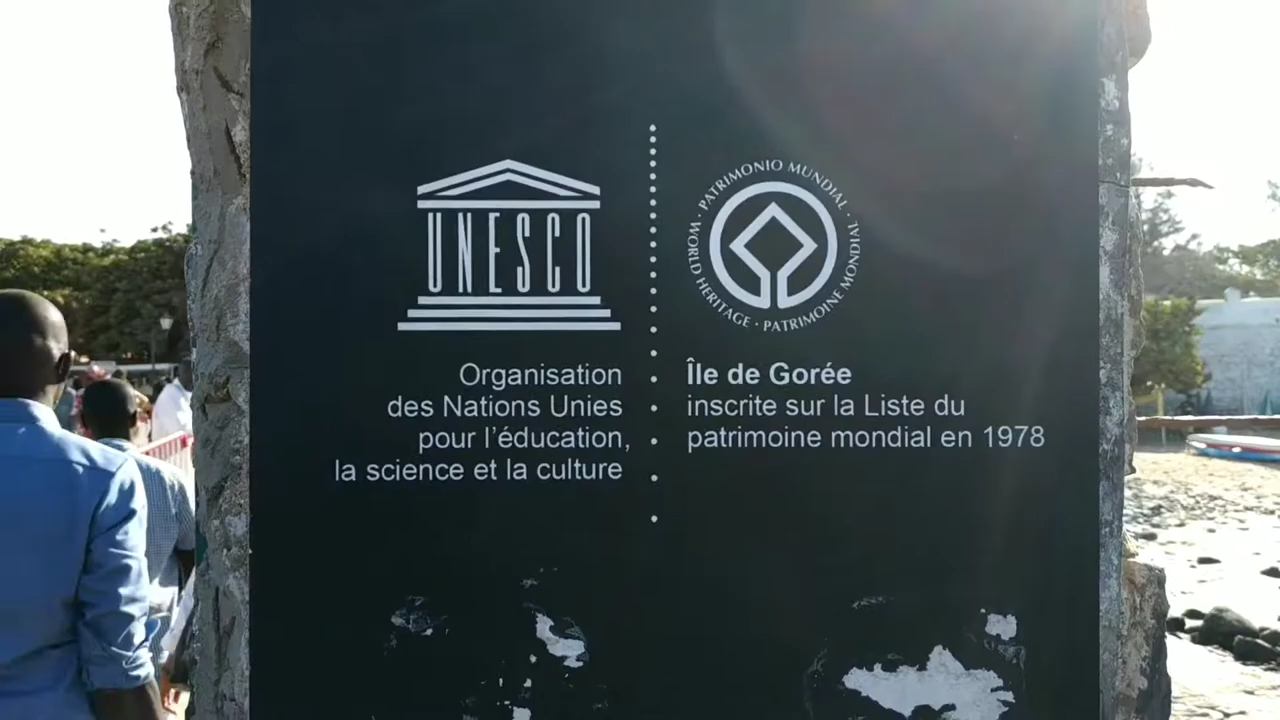 UNESCO
Organisation
des Nations Unies
pour l'éducation,
la science et la culture
PATRIMONIO MUNDIAL · PATRIMOINE MONDIAL · WORLD HERITAGE ·
Île de Gorée
inscrite sur la Liste du
patrimoine mondial en 1978